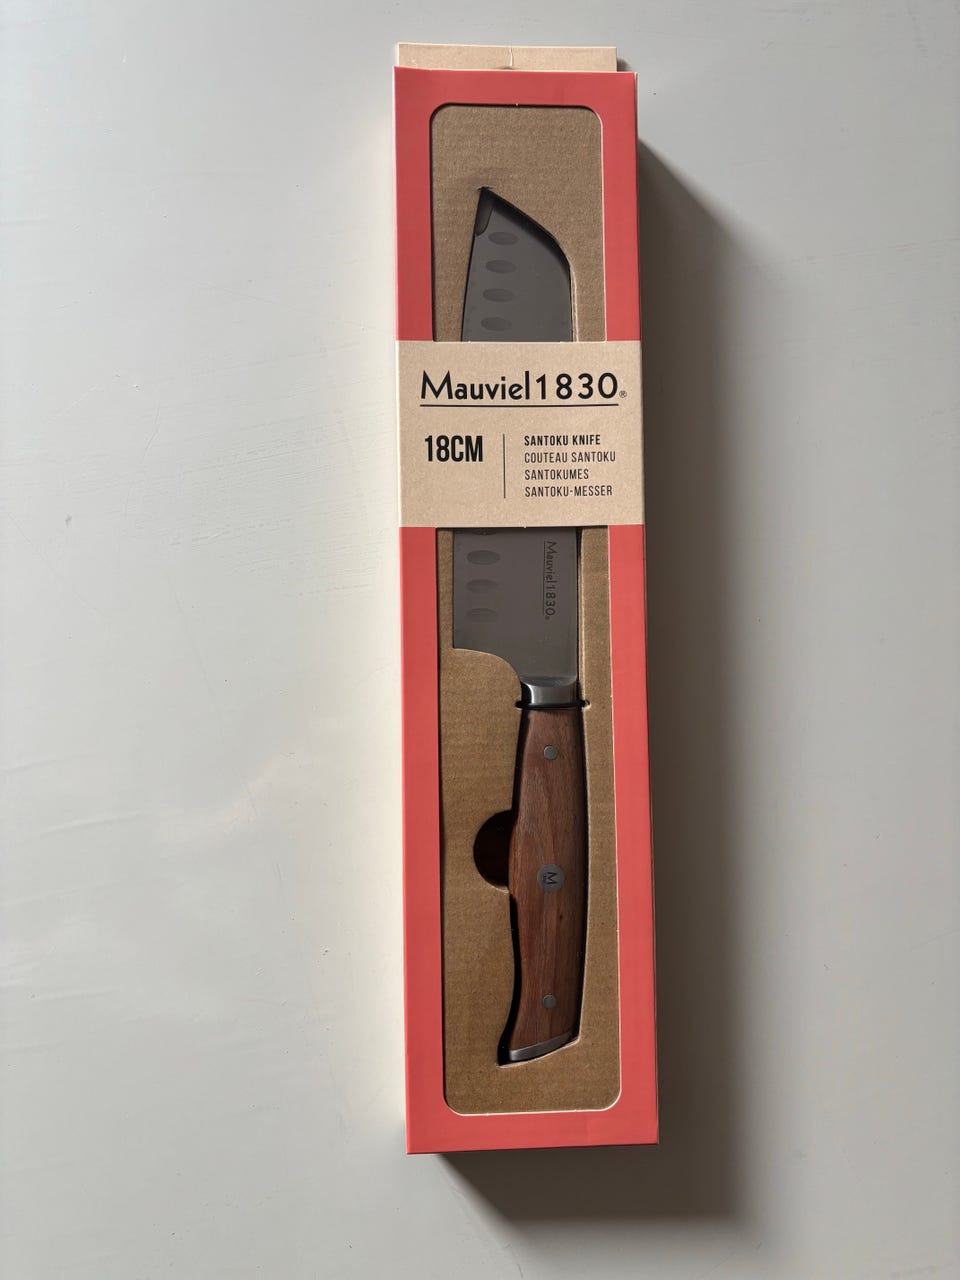 Mauviel1830®
18CM
SANTOKU KNIFE
COUTEAU SANTOKU
SANTOKUMES
SANTOKU-MESSER
Mauviel1830®
M